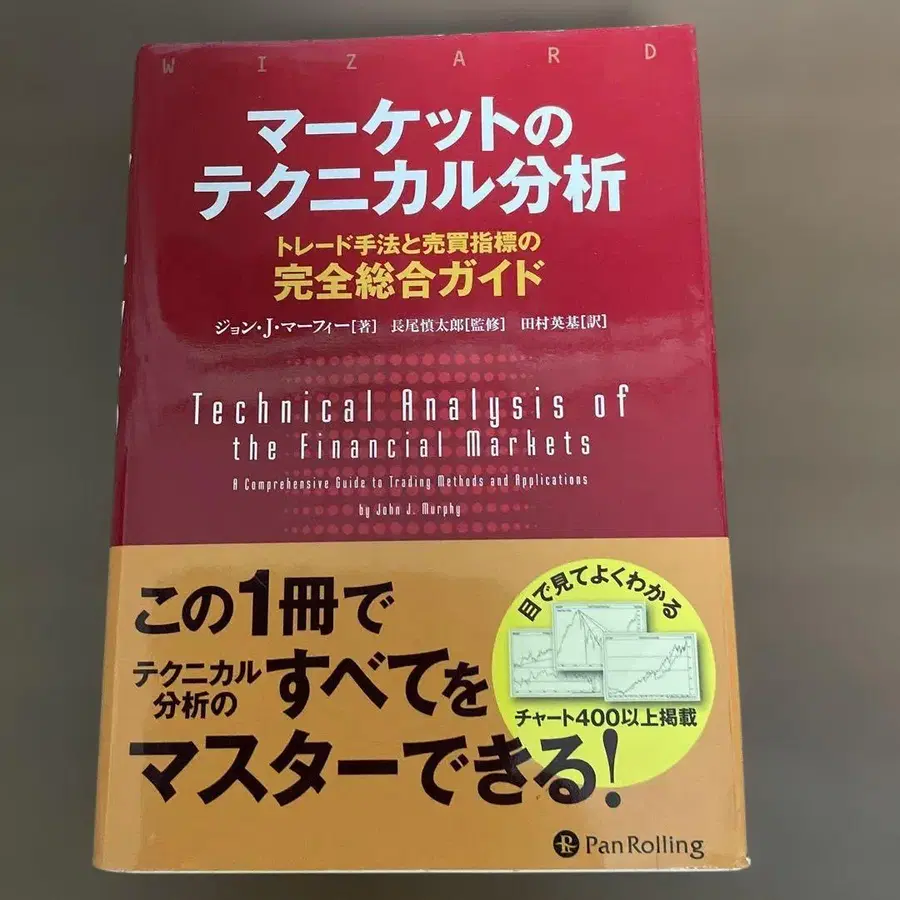 WIZARD
マーケットの
テクニカル分析
トレード手法と売買指標の
完全総合ガイド
ジョン・J・マーフィー[著] 長尾慎太郎[監修] 田村英基[訳]
Technical Analysis of
the Financial Markets
A Comprehensive Guide to Trading Methods and Applications
by John J. Murphy
この1冊で
テクニカル
分析の
すべてを
マスターできる!
目で見てよくわかる
チャート400以上掲載
PanRolling